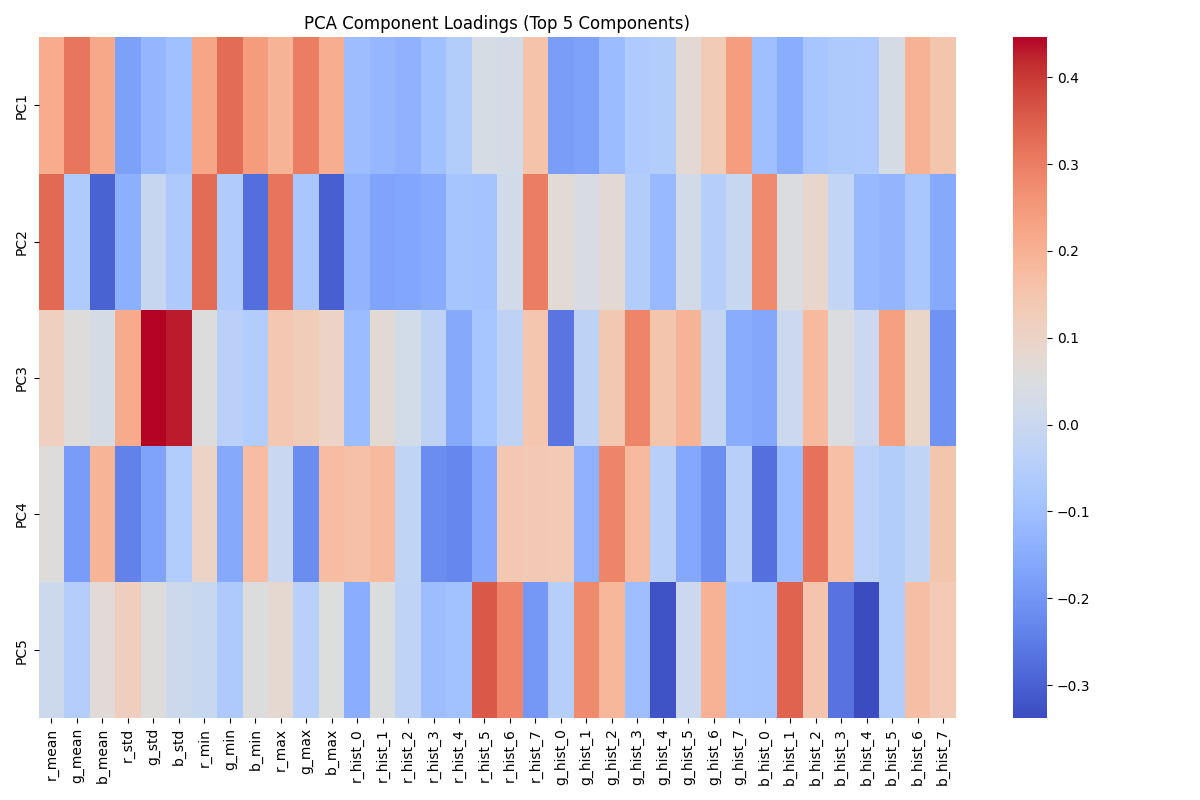 PCA Component Loadings (Top 5 Components)
PC1
PC2
PC3
PC4
PC5
r_mean
g_mean
b_mean
r_std
g_std
b_std
r_min
g_min
b_min
r_max
g_max
b_max
r_hist_0
r_hist_1
r_hist_2
r_hist_3
r_hist_4
r_hist_5
r_hist_6
r_hist_7
g_hist_0
g_hist_1
g_hist_2
g_hist_3
g_hist_4
g_hist_5
g_hist_6
g_hist_7
b_hist_0
b_hist_1
b_hist_2
b_hist_3
b_hist_4
b_hist_5
b_hist_6
b_hist_7
0.4
0.3
0.2
0.1
0.0
−0.1
−0.2
−0.3